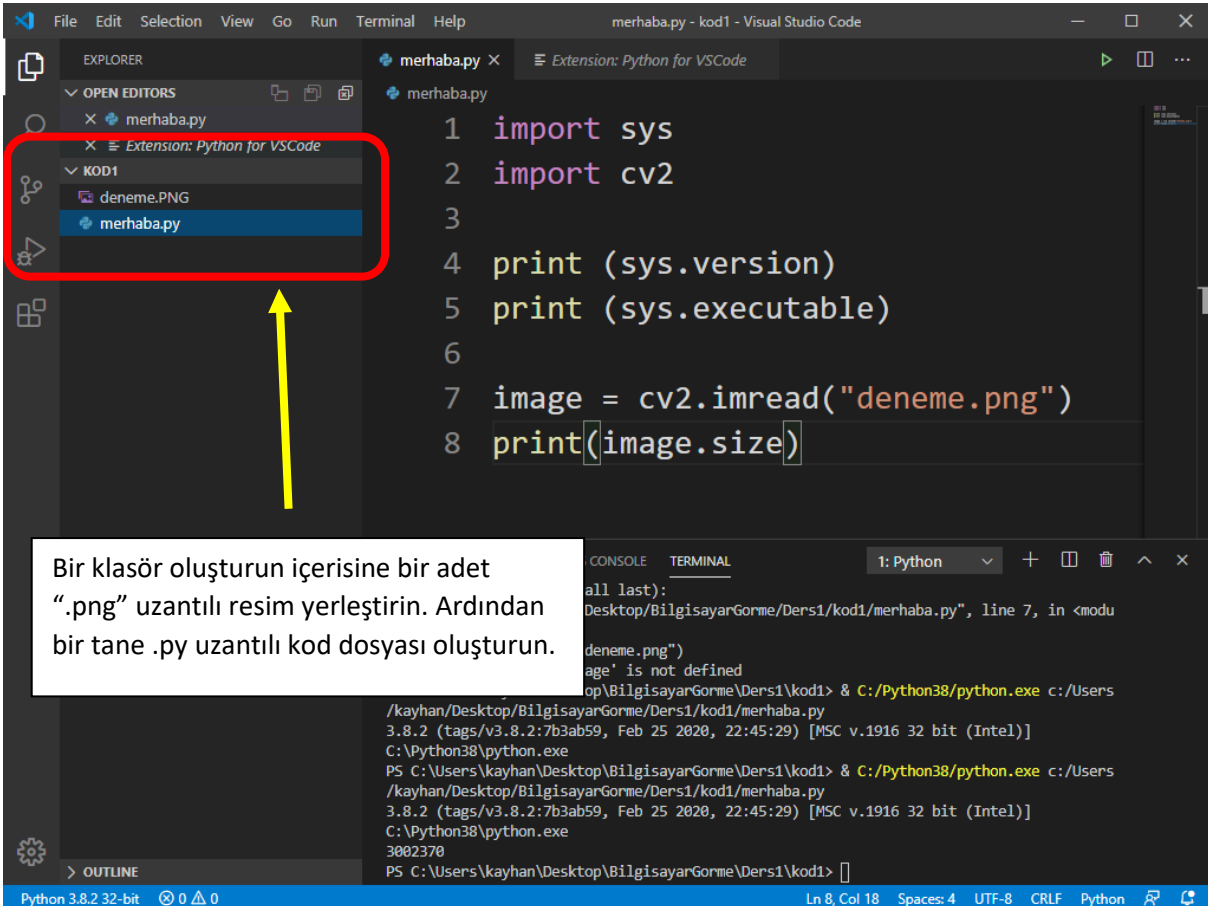 File Edit Selection View Go Run Terminal Help merhaba.py - kod1 - Visual Studio Code
EXPLORER
OPEN EDITORS
merhaba.py
Extension: Python for VSCode
KOD1
deneme.PNG
merhaba.py
merhaba.py Extension: Python for VSCode
merhaba.py
1 import sys
2 import cv2
3
4 print (sys.version)
5 print (sys.executable)
6
7 image = cv2.imread("deneme.png")
8 print(image.size)
Bir klasör oluşturun içerisine bir adet
“.png” uzantılı resim yerleştirin. Ardından
bir tane .py uzantılı kod dosyası oluşturun.
CONSOLE TERMINAL 1: Python
all last):
Desktop/BilgisayarGorme/Ders1/kod1/merhaba.py", line 7, in <modu
deneme.png")
age' is not defined
op\BilgisayarGorme\Ders1\kod1> & C:/Python38/python.exe c:/Users
/kayhan/Desktop/BilgisayarGorme/Ders1/kod1/merhaba.py
3.8.2 (tags/v3.8.2:7b3ab59, Feb 25 2020, 22:45:29) [MSC v.1916 32 bit (Intel)]
C:\Python38\python.exe
PS C:\Users\kayhan\Desktop\BilgisayarGorme\Ders1\kod1> & C:/Python38/python.exe c:/Users
/kayhan/Desktop/BilgisayarGorme/Ders1/kod1/merhaba.py
3.8.2 (tags/v3.8.2:7b3ab59, Feb 25 2020, 22:45:29) [MSC v.1916 32 bit (Intel)]
C:\Python38\python.exe
3002370
PS C:\Users\kayhan\Desktop\BilgisayarGorme\Ders1\kod1>
OUTLINE
Python 3.8.2 32-bit 0 0 Ln 8, Col 18 Spaces: 4 UTF-8 CRLF Python